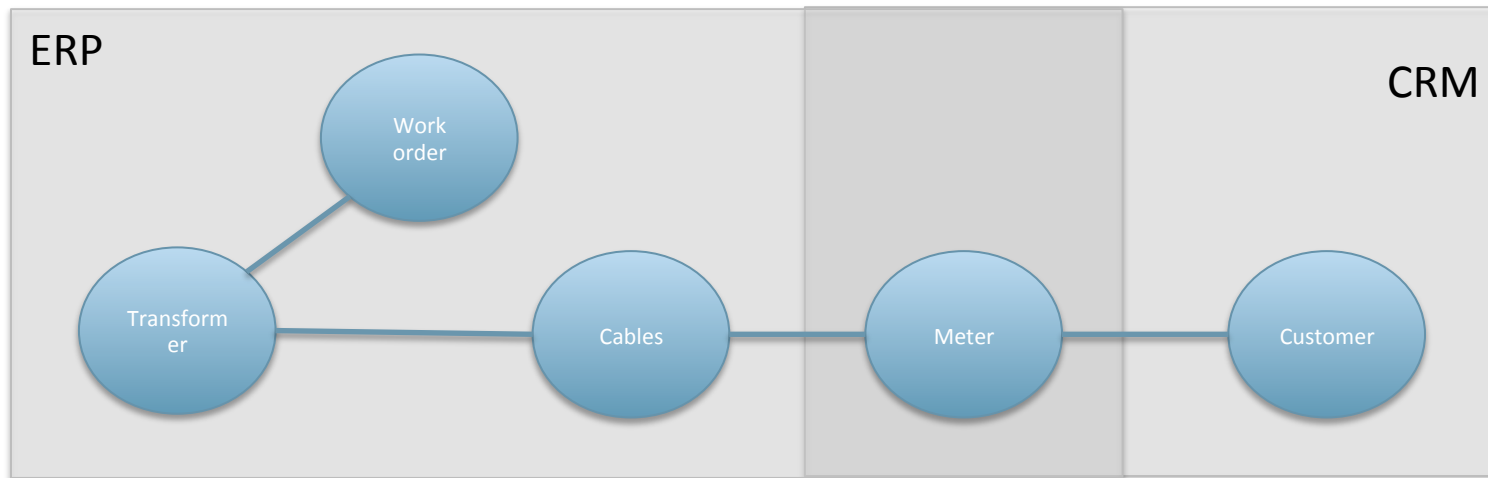 ERP
CRM
Work
order
Transform
er
Cables
Meter
Customer